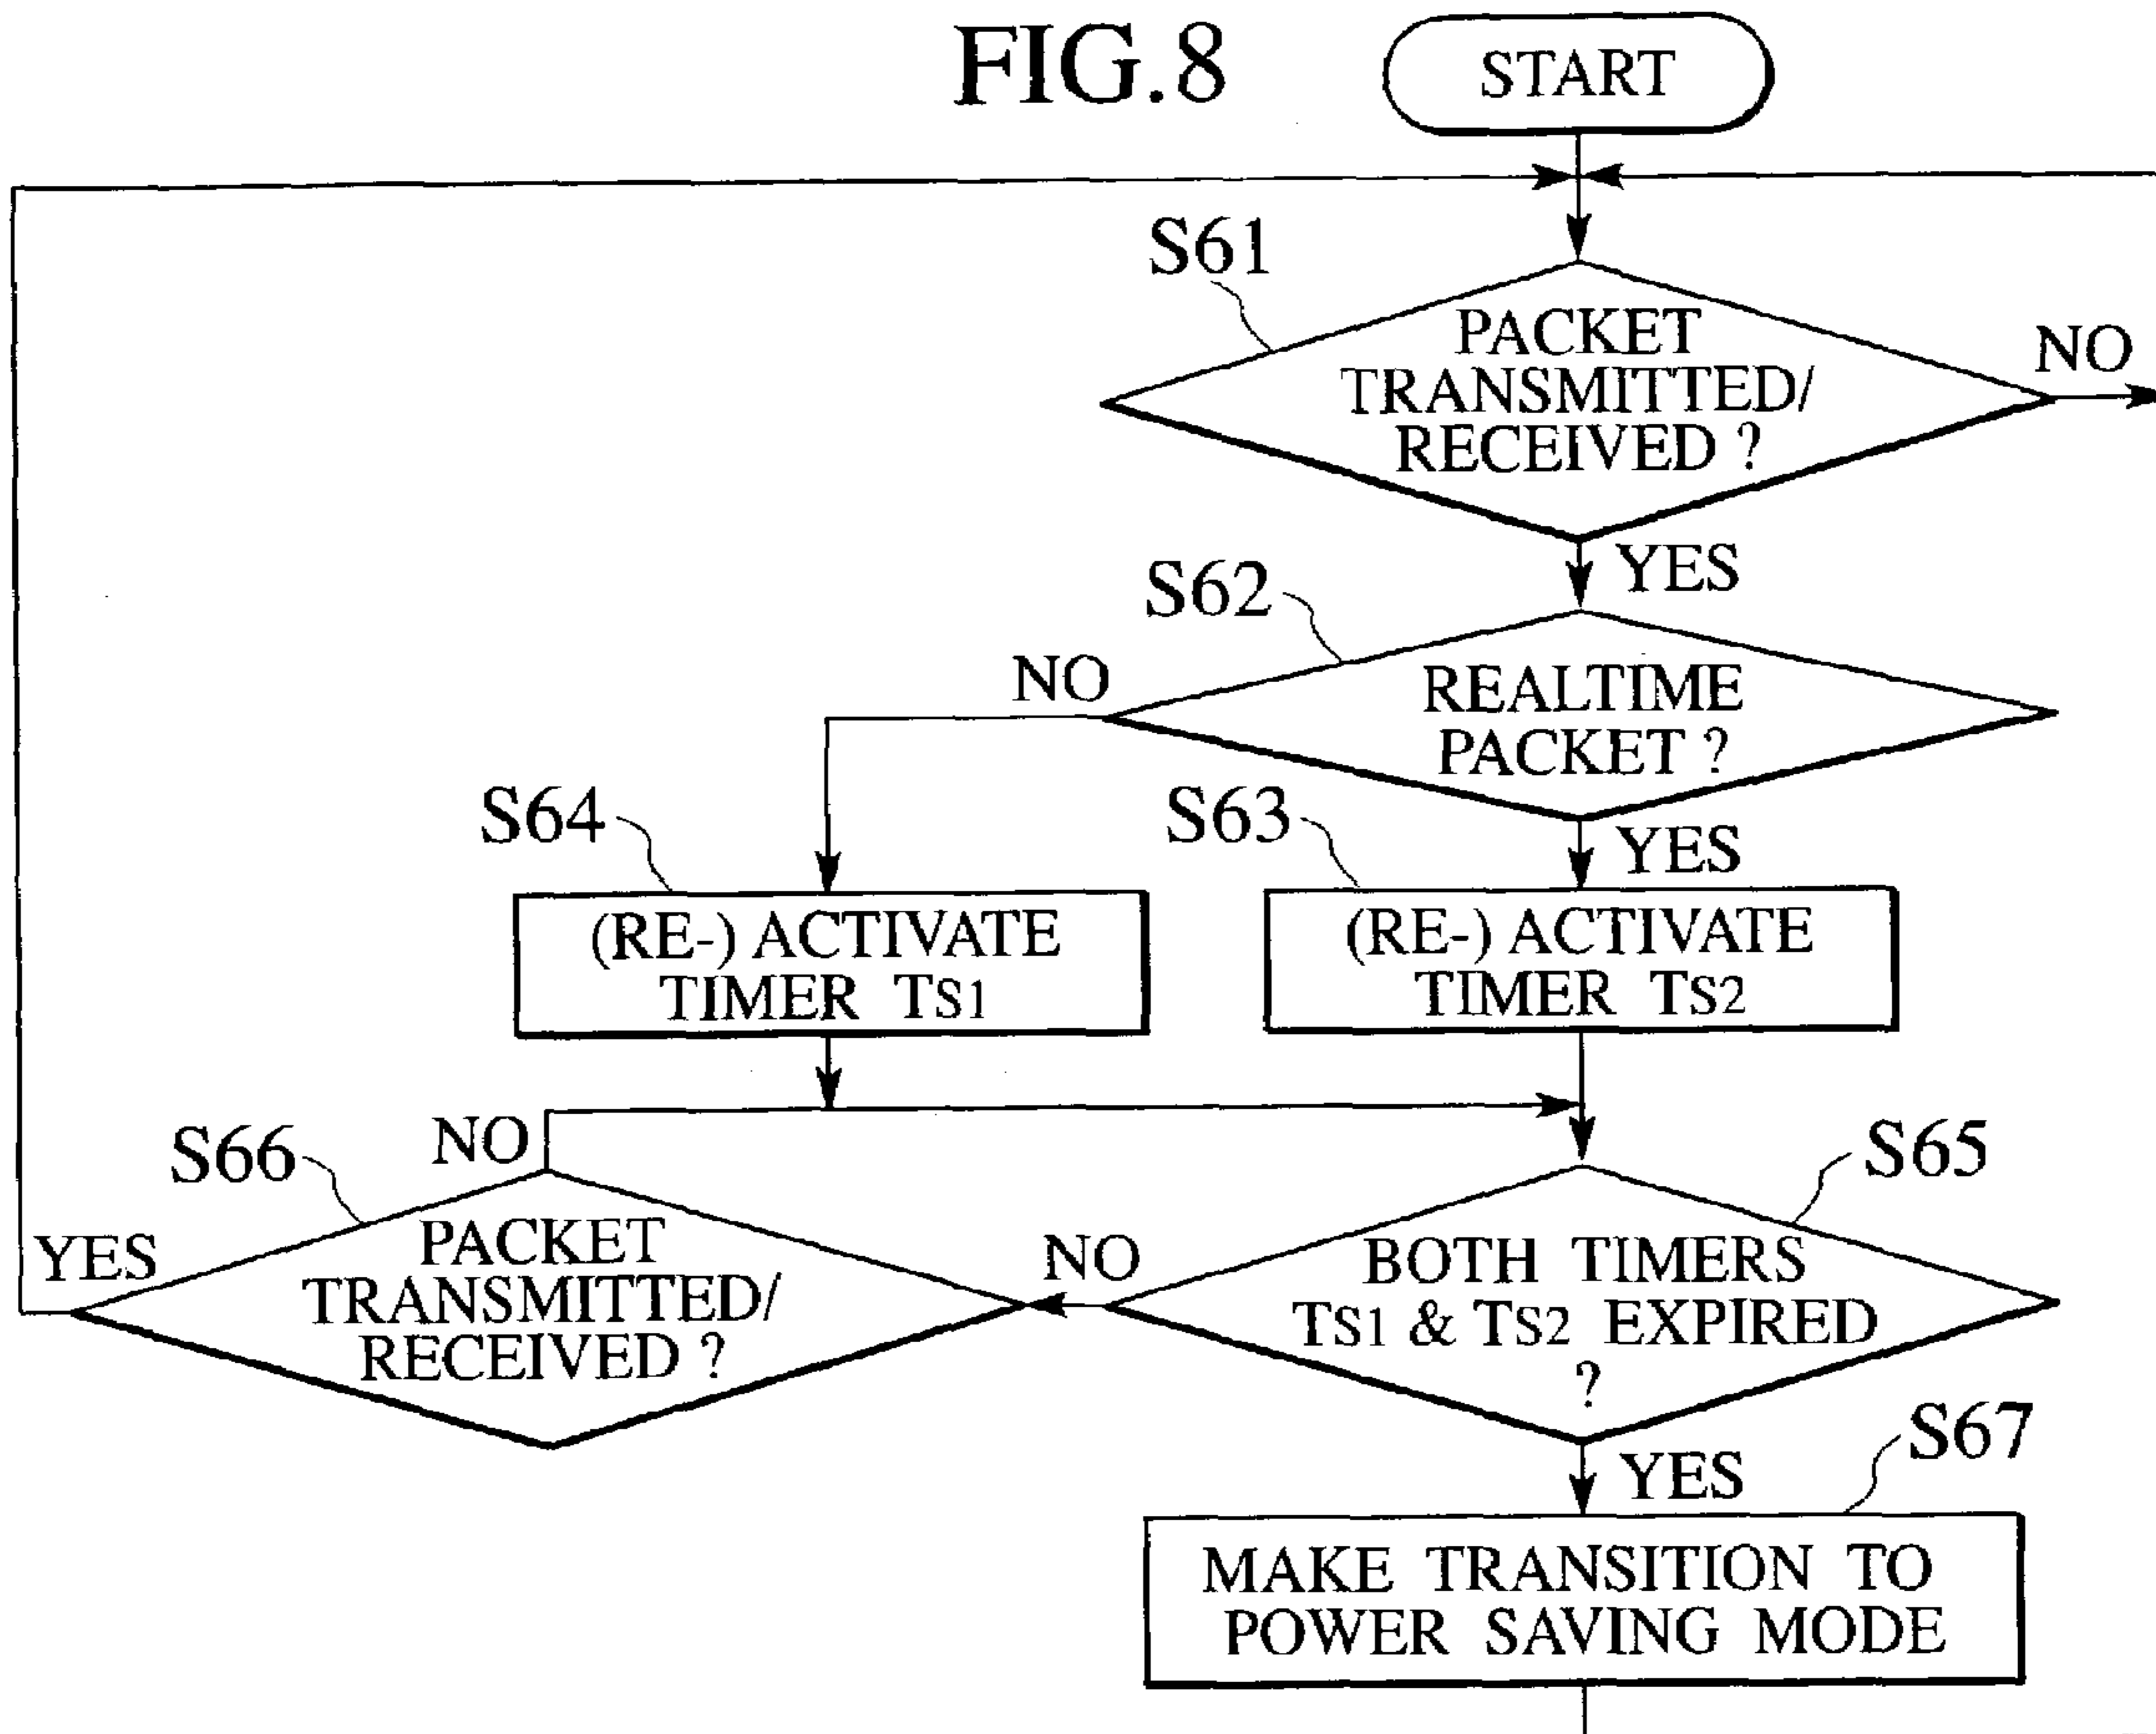 FIG.8
START
S61
PACKET
TRANSMITTED/
RECEIVED ?
NO
YES
S62
REALTIME
PACKET ?
NO
YES
S64
(RE-) ACTIVATE
TIMER TS1
S63
(RE-) ACTIVATE
TIMER TS2
S66
NO
YES
PACKET
TRANSMITTED/
RECEIVED ?
S65
NO
BOTH TIMERS
TS1 & TS2 EXPIRED
?
YES
S67
MAKE TRANSITION TO
POWER SAVING MODE